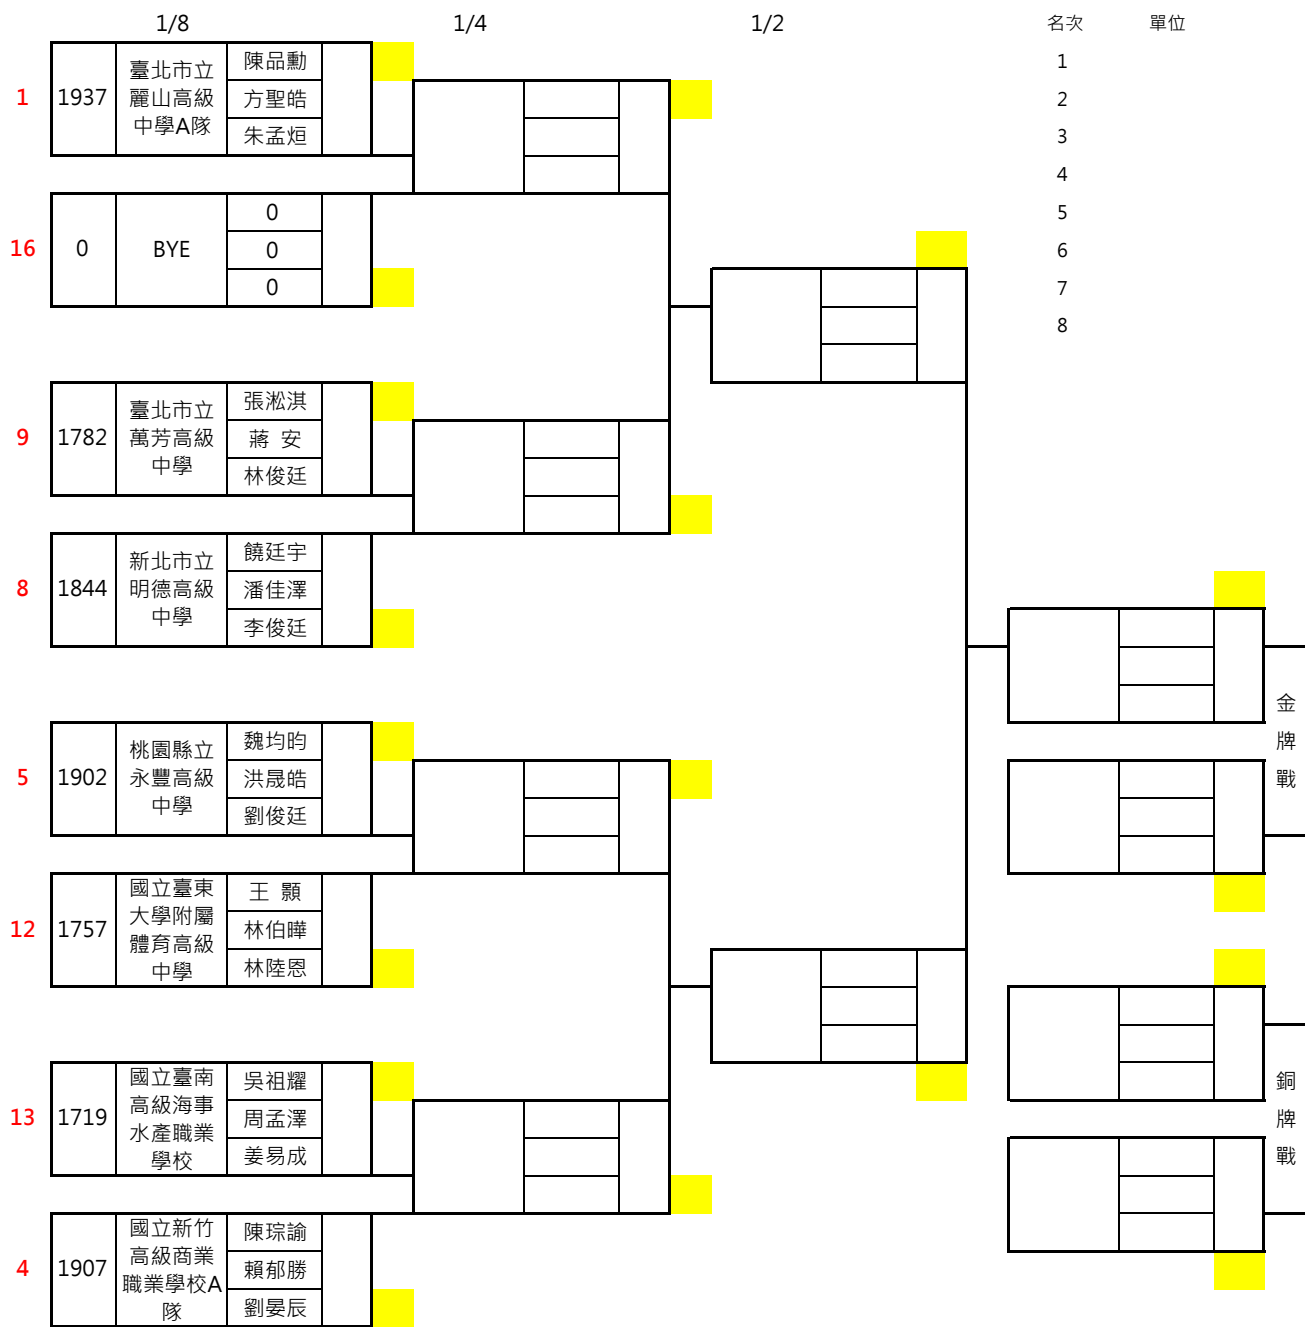 1/8 1/4 1/2 名次 單位
1
2
3
4
5
6
7
8
1 1937
臺北市立
麗山高級
中學A隊
陳品勳
方聖皓
朱孟烜
16 0 BYE
0
0
0
9 1782
臺北市立
萬芳高級
中學
張淞淇
蔣 安
林俊廷
8 1844
新北市立
明德高級
中學
饒廷宇
潘佳澤
李俊廷
5 1902
桃園縣立
永豐高級
中學
魏均昀
洪晟皓
劉俊廷
12 1757
國立臺東
大學附屬
體育高級
中學
王 顥
林伯曄
林陸恩
13 1719
國立臺南
高級海事
水產職業
學校
吳祖耀
周孟澤
姜易成
4 1907
國立新竹
高級商業
職業學校A
隊
陳琮諭
賴郁勝
劉晏辰
金
牌
戰
銅
牌
戰